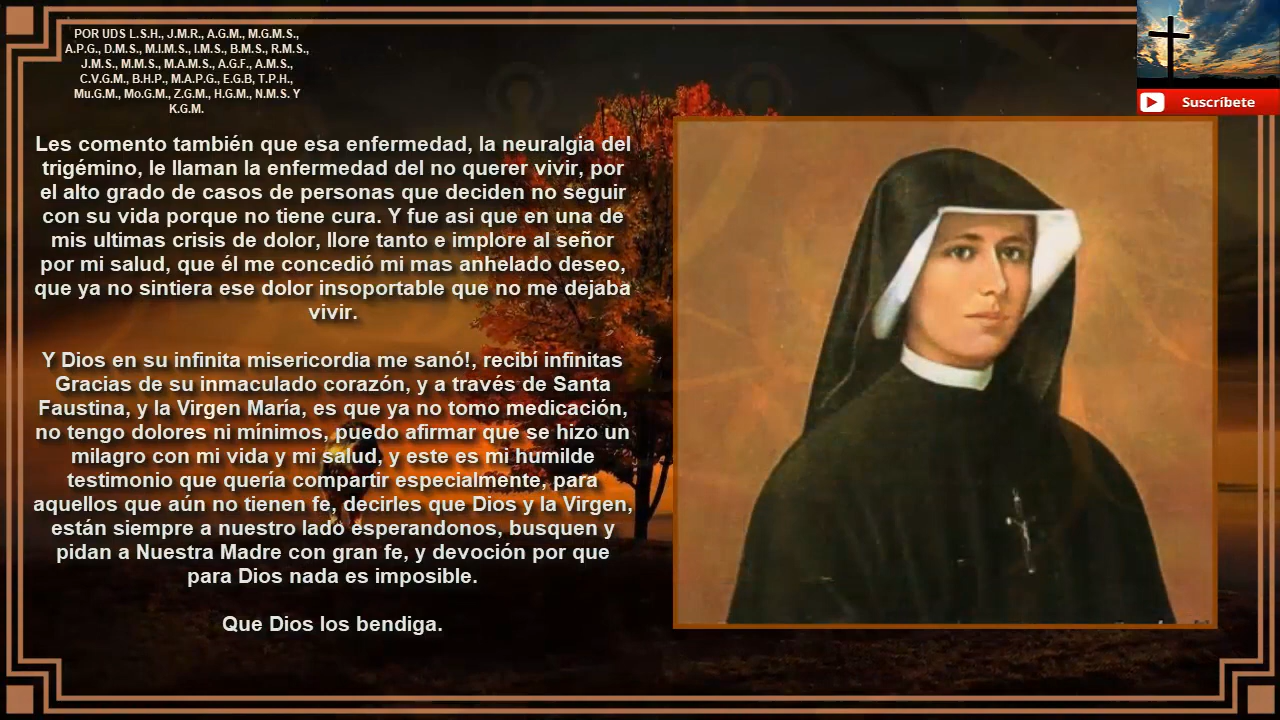 POR UDS L.S.H., J.M.R., A.G.M., M.G.M.S.,
A.P.G., D.M.S., M.I.M.S., I.M.S., B.M.S., R.M.S.,
J.M.S., M.M.S., M.A.M.S., A.G.F., A.M.S.,
C.V.G.M., B.H.P., M.A.P.G., E.G.B, T.P.H.,
Mu.G.M., Mo.G.M., Z.G.M., H.G.M., N.M.S. Y
K.G.M.
Suscríbete
Les comento también que esa enfermedad, la neuralgia del
trigémino, le llaman la enfermedad del no querer vivir, por
el alto grado de casos de personas que deciden no seguir
con su vida porque no tiene cura. Y fue asi que en una de
mis ultimas crisis de dolor, llore tanto e implore al señor
por mi salud, que él me concedió mi mas anhelado deseo,
que ya no sintiera ese dolor insoportable que no me dejaba
vivir.
Y Dios en su infinita misericordia me sanó!, recibí infinitas
Gracias de su inmaculado corazón, y a través de Santa
Faustina, y la Virgen María, es que ya no tomo medicación,
no tengo dolores ni mínimos, puedo afirmar que se hizo un
milagro con mi vida y mi salud, y este es mi humilde
testimonio que quería compartir especialmente, para
aquellos que aún no tienen fe, decirles que Dios y la Virgen,
están siempre a nuestro lado esperandonos, busquen y
pidan a Nuestra Madre con gran fe, y devoción por que
para Dios nada es imposible.
Que Dios los bendiga.